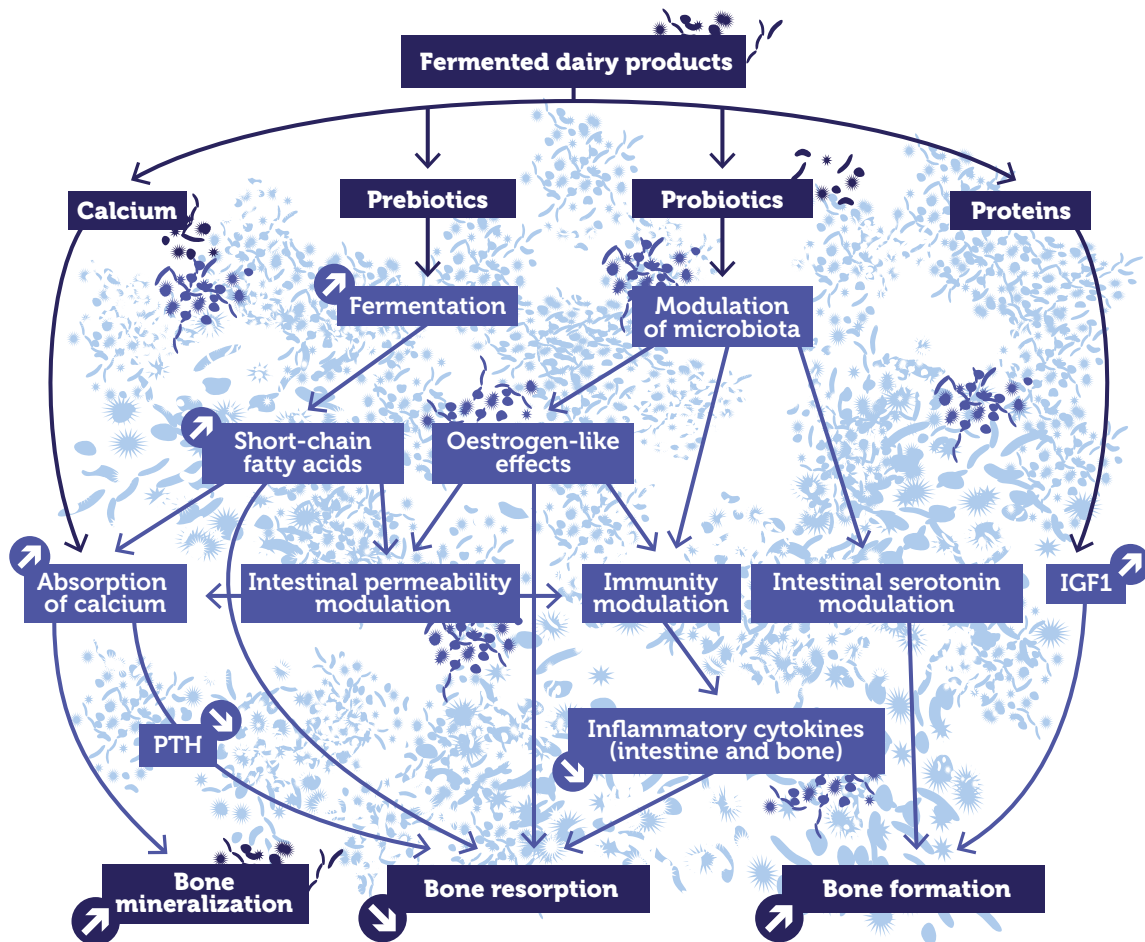 Fermented dairy products
Calcium
Prebiotics
Probiotics
Proteins
Fermentation
Modulation
of microbiota
Short-chain
fatty acids
Oestrogen-like
effects
Absorption
of calcium
Intestinal permeability
modulation
Immunity
modulation
Intestinal serotonin
modulation
IGF1
PTH
Inflammatory cytokines
(intestine and bone)
Bone
mineralization
Bone resorption
Bone formation